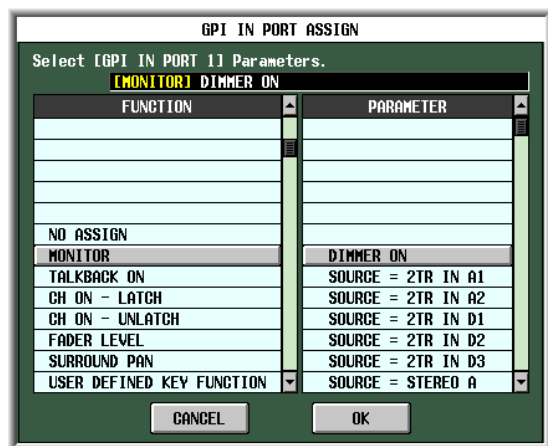 GPI IN PORT ASSIGN
Select [GPI IN PORT 1] Parameters.
[MONITOR] DIMMER ON
FUNCTION PARAMETER
NO ASSIGN
MONITOR DIMMER ON
TALKBACK ON SOURCE = 2TR IN A1
CH ON - LATCH SOURCE = 2TR IN A2
CH ON - UNLATCH SOURCE = 2TR IN D1
FADER LEVEL SOURCE = 2TR IN D2
SURROUND PAN SOURCE = 2TR IN D3
USER DEFINED KEY FUNCTION SOURCE = STEREO A
CANCEL OK